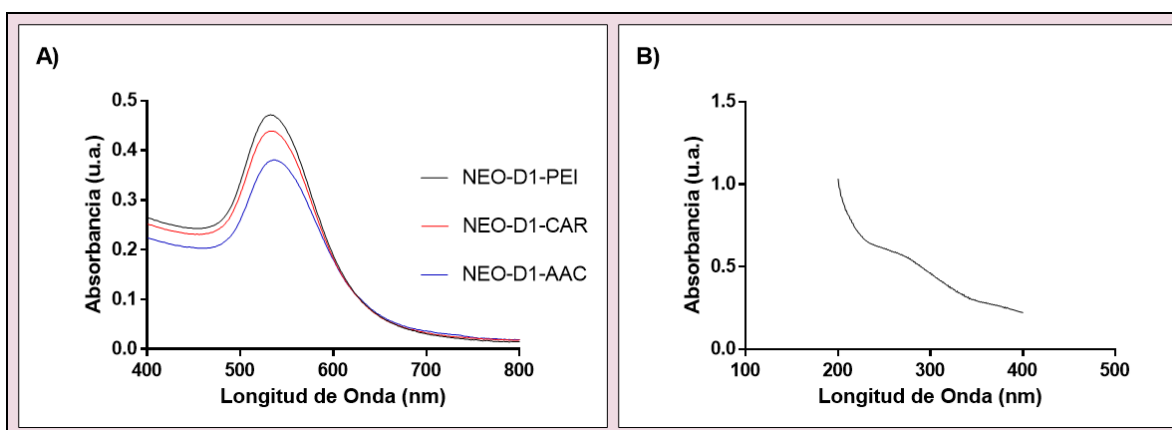 A)
Absorbancia (u.a.)
0.5
0.4
0.3
0.2
0.1
0.0
400
500
600
700
800
Longitud de Onda (nm)
NEO-D1-PEI
NEO-D1-CAR
NEO-D1-AAC
B)
Absorbancia (u.a.)
1.5
1.0
0.5
0.0
100
200
300
400
500
Longitud de Onda (nm)